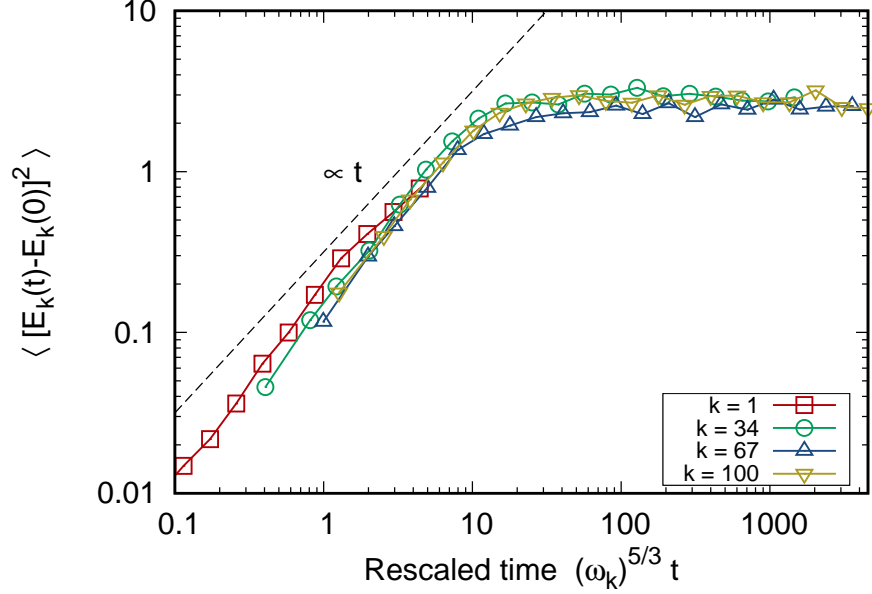 10
1
0.1
0.01
⟨ [E_k(t)-E_k(0)]^2 ⟩
∝ t
k = 1
k = 34
k = 67
k = 100
0.1 1 10 100 1000
Rescaled time (ω_k)^{5/3} t